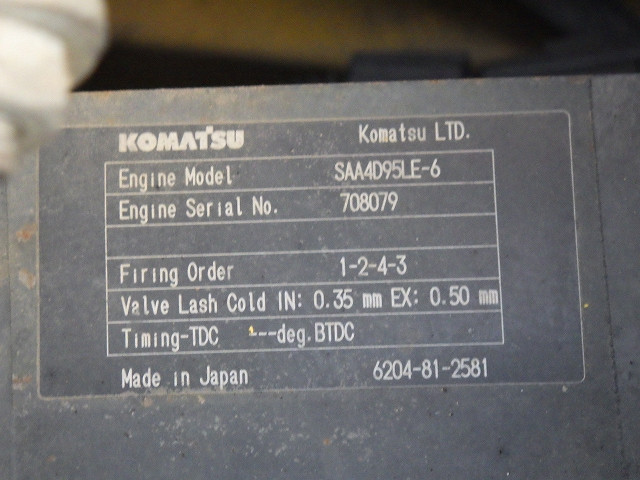 KOMATSU Komatsu LTD.
Engine Model SAA4D95LE-6
Engine Serial No. 708079
Firing Order 1-2-4-3
Valve Lash Cold IN: 0.35 mm EX: 0.50 mm
Timing-TDC ---deg.BTDC
Made in Japan 6204-81-2581